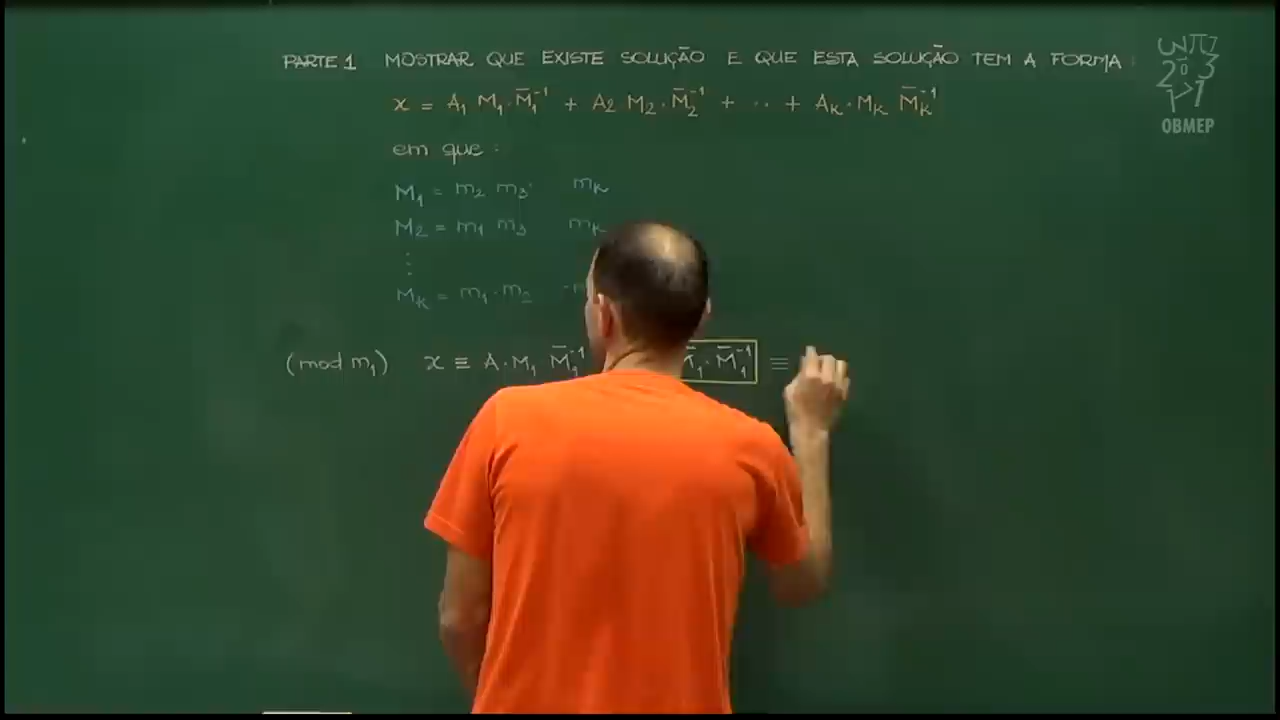 PARTE 1 MOSTRAR QUE EXISTE SOLUÇÃO E QUE ESTA SOLUÇÃO TEM A FORMA :
x = A₁ M₁ · M̄₁⁻¹ + A₂ M₂ · M̄₂⁻¹ + ·· + Aₖ · Mₖ M̄ₖ⁻¹
em que :
M₁ = m₂ m₃ mₖ
M₂ = m₁ m₃ mₖ
⋮
Mₖ = m₁ · m₂
(mod m₁) x ≡ A · M₁ M̄₁⁻¹ · M̄₁⁻¹ ≡
OBMEP